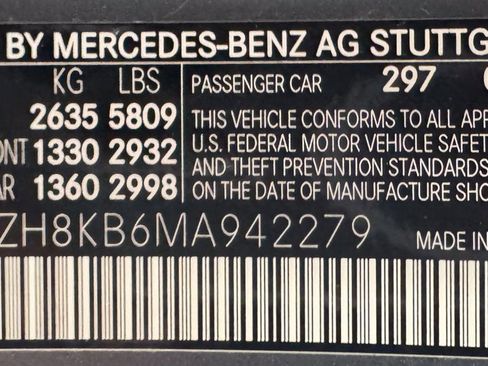 BY MERCEDES-BENZ AG STUTTG
KG LBS
PASSENGER CAR 297
2635 5809
THIS VEHICLE CONFORMS TO ALL AP
ONT 1330 2932
U.S. FEDERAL MOTOR VEHICLE SAFET
AR 1360 2998
AND THEFT PREVENTION STANDARDS
ON THE DATE OF MANUFACTURE SHO
ZH8KB6MA942279
MADE IN